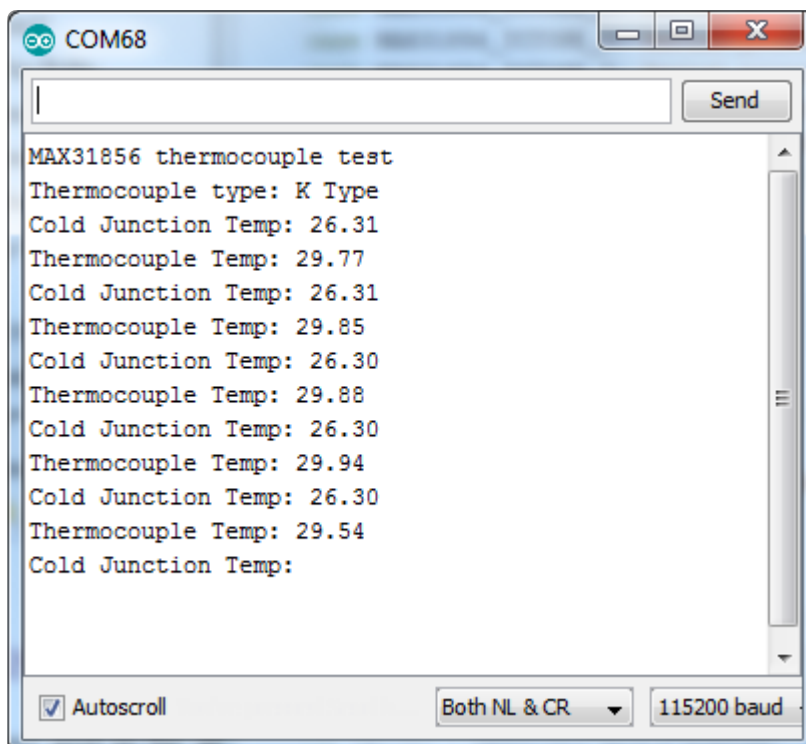 COM68
Send
MAX31856 thermocouple test
Thermocouple type: K Type
Cold Junction Temp: 26.31
Thermocouple Temp: 29.77
Cold Junction Temp: 26.31
Thermocouple Temp: 29.85
Cold Junction Temp: 26.30
Thermocouple Temp: 29.88
Cold Junction Temp: 26.30
Thermocouple Temp: 29.94
Cold Junction Temp: 26.30
Thermocouple Temp: 29.54
Cold Junction Temp:
Autoscroll Both NL & CR 115200 baud